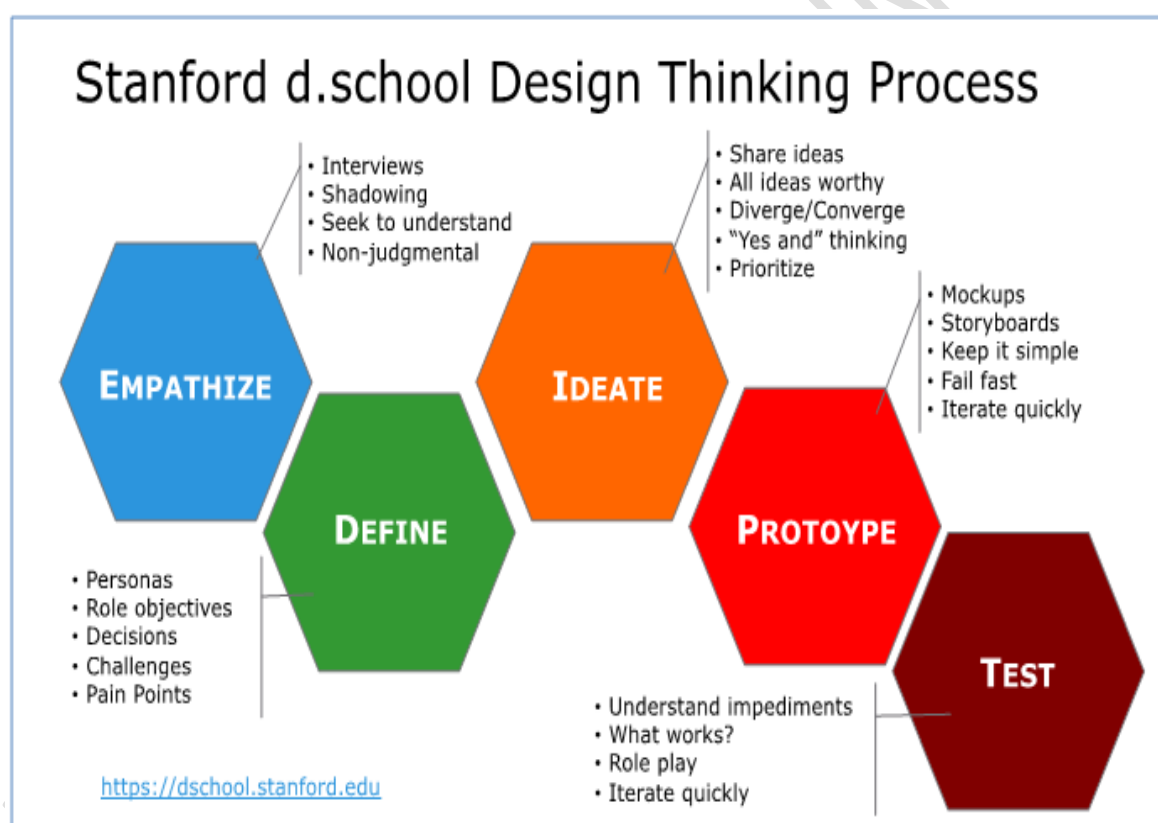 Stanford d.school Design Thinking Process
• Interviews
• Shadowing
• Seek to understand
• Non-judgmental
• Share ideas
• All ideas worthy
• Diverge/Converge
• “Yes and” thinking
• Prioritize
• Mockups
• Storyboards
• Keep it simple
• Fail fast
• Iterate quickly
EMPATHIZE
IDEATE
DEFINE
PROTOYPE
• Personas
• Role objectives
• Decisions
• Challenges
• Pain Points
TEST
• Understand impediments
• What works?
• Role play
• Iterate quickly
https://dschool.stanford.edu